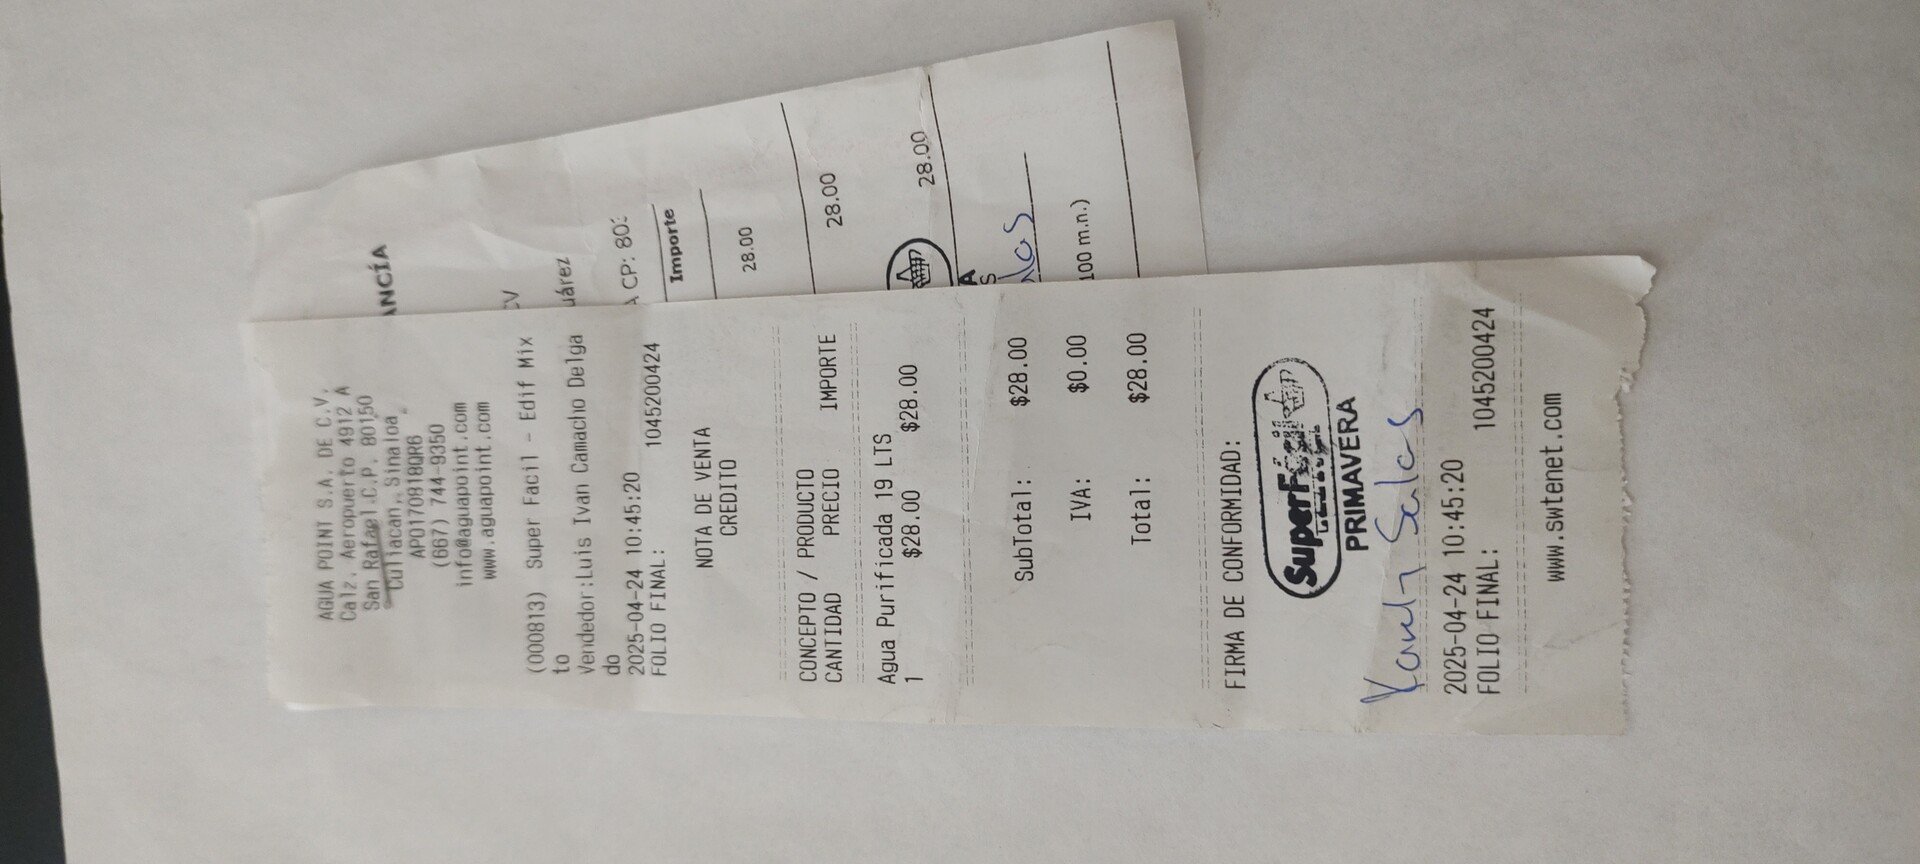 AGUA POINT S.A. DE C.V.
Calz. Aeropuerto 4912 A
San Rafael C.P. 80150
Culiacan, Sinaloa
APO170818QR6
(667) 744-9350
info@aguapoint.com
www.aguapoint.com
(000813) Super Facil - Edif Mix
to
Vendedor:Luis Ivan Camacho Delga
do
2025-04-24 10:45:20
FOLIO FINAL: 1045200424
NOTA DE VENTA
CREDITO
CONCEPTO / PRODUCTO
CANTIDAD PRECIO IMPORTE
Agua Purificada 19 LTS
1 $28.00 $28.00
SubTotal: $28.00
IVA: $0.00
Total: $28.00
FIRMA DE CONFORMIDAD:
SuperFácil
PRIMAVERA
Salas
2025-04-24 10:45:20
FOLIO FINAL: 1045200424
www.swtenet.com
ANCÍA
CV
uárez
A CP: 80
Importe
28.00
28.00
28.00
A
S
las
100 m.n.)